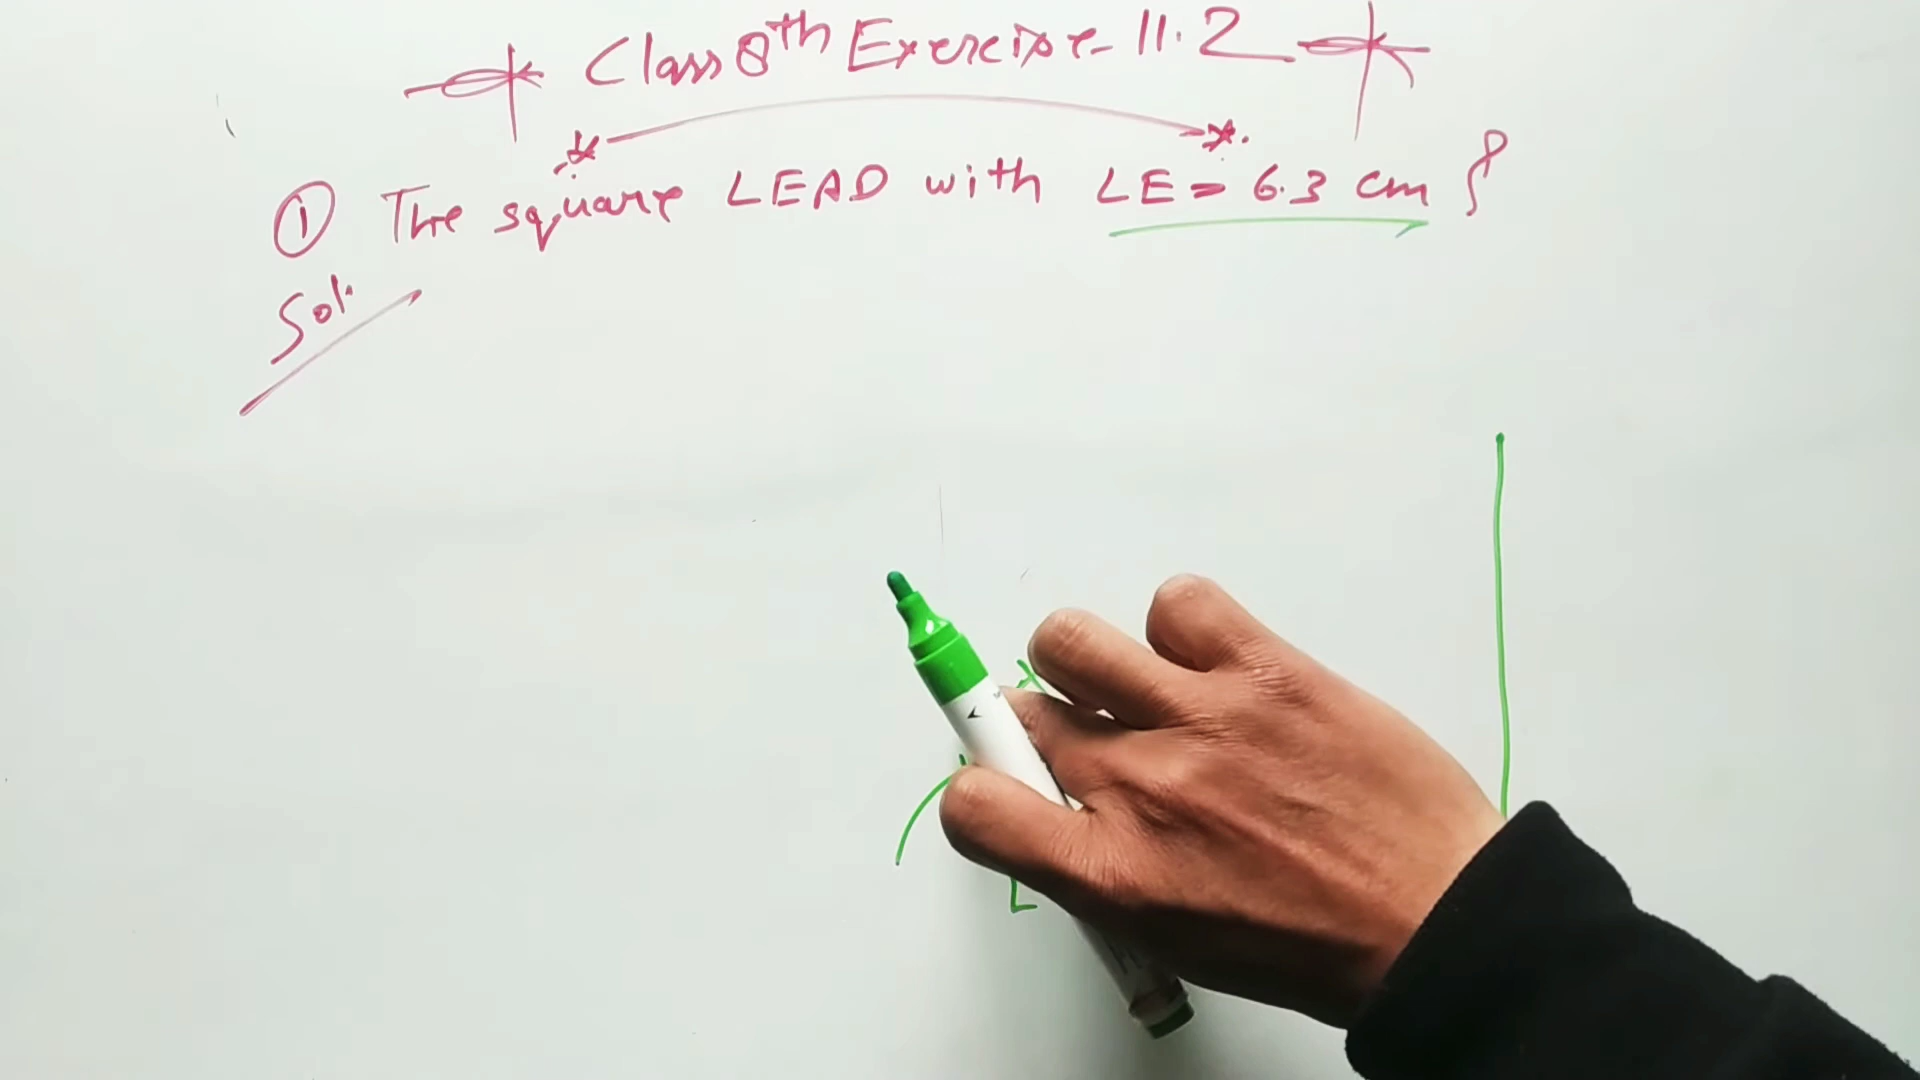 Class 8th Exercise - 11.2
① The square LEAD with LE = 6.3 cm
Sol.
L